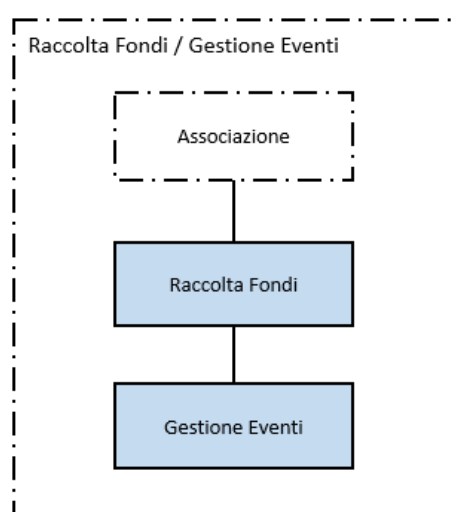 Raccolta Fondi / Gestione Eventi
Associazione
Raccolta Fondi
Gestione Eventi